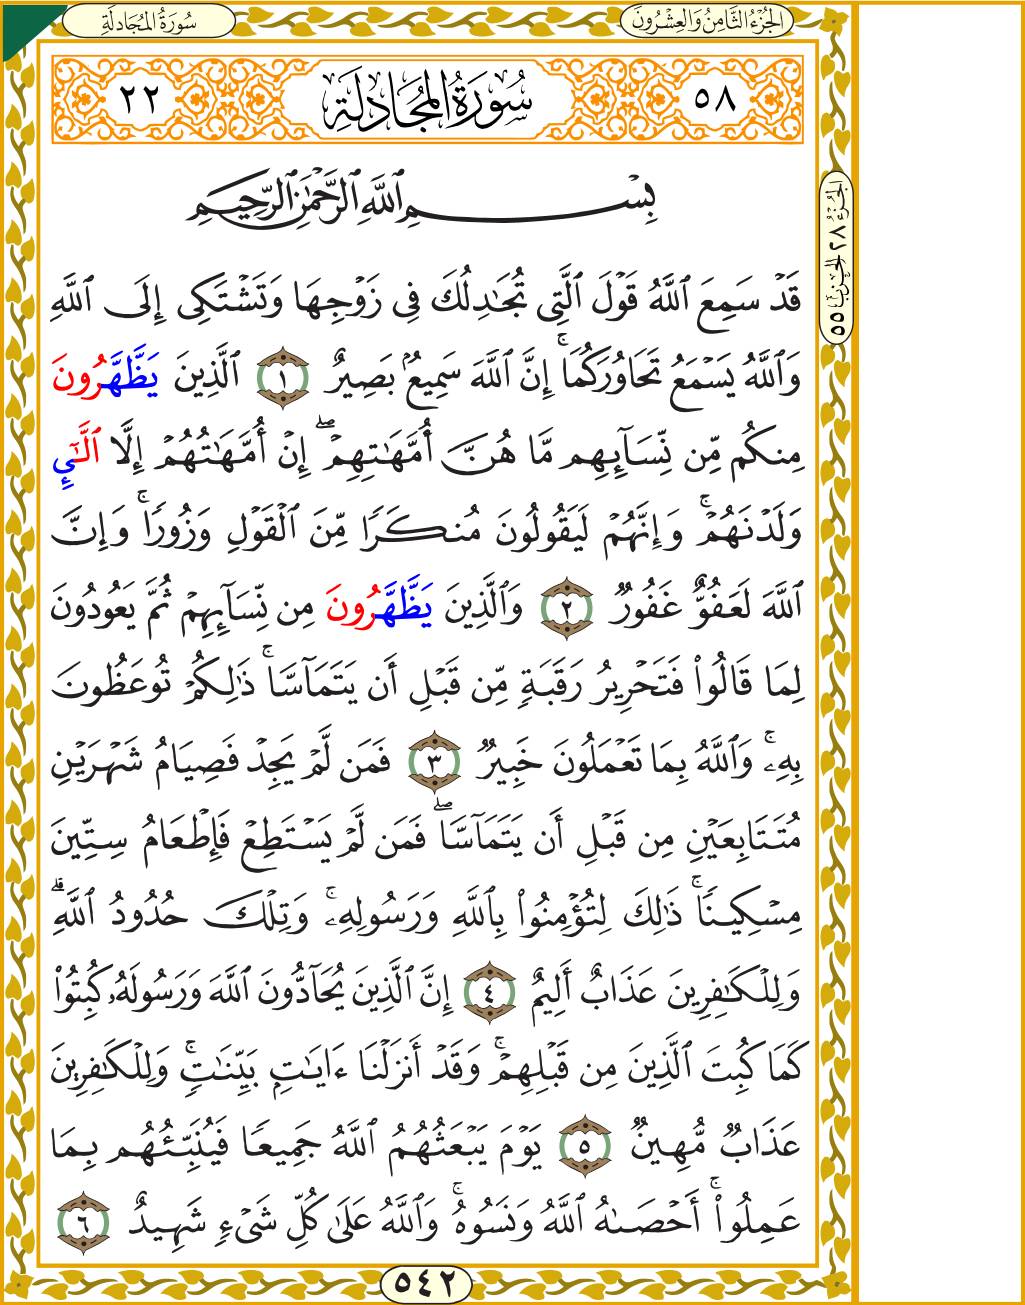 الجُزْءُ الثَّامِنُ وَالعِشْرُونَ
سُورَةُ المُجَادلَةِ
٥٨
سُورَةُ المُجَادلَةِ
٢٢
بِسْمِ ٱللَّهِ ٱلرَّحْمَٰنِ ٱلرَّحِيمِ
قَدْ سَمِعَ ٱللَّهُ قَوْلَ ٱلَّتِي تُجَٰدِلُكَ فِي زَوْجِهَا وَتَشْتَكِي إِلَى ٱللَّهِ
وَٱللَّهُ يَسْمَعُ تَحَاوُرَكُمَاۚ إِنَّ ٱللَّهَ سَمِيعُۢ بَصِيرٌ ١ ٱلَّذِينَ يَظَّهَّرُونَ
مِنكُم مِّن نِّسَآئِهِم مَّا هُنَّ أُمَّهَٰتِهِمْۖ إِنْ أُمَّهَٰتُهُمْ إِلَّا ٱلَّٰٓءِ
وَلَدْنَهُمْۚ وَإِنَّهُمْ لَيَقُولُونَ مُنكَرًا مِّنَ ٱلْقَوْلِ وَزُورًاۚ وَإِنَّ
ٱللَّهَ لَعَفُوٌّ غَفُورٌ ٢ وَٱلَّذِينَ يَظَّهَّرُونَ مِن نِّسَآئِهِمْ ثُمَّ يَعُودُونَ
لِمَا قَالُوا۟ فَتَحْرِيرُ رَقَبَةٍ مِّن قَبْلِ أَن يَتَمَآسَّاۚ ذَٰلِكُمْ تُوعَظُونَ
بِهِۦۚ وَٱللَّهُ بِمَا تَعْمَلُونَ خَبِيرٌ ٣ فَمَن لَّمْ يَجِدْ فَصِيَامُ شَهْرَيْنِ
مُتَتَابِعَيْنِ مِن قَبْلِ أَن يَتَمَآسَّاۖ فَمَن لَّمْ يَسْتَطِعْ فَإِطْعَامُ سِتِّينَ
مِسْكِينًاۚ ذَٰلِكَ لِتُؤْمِنُوا۟ بِٱللَّهِ وَرَسُولِهِۦۚ وَتِلْكَ حُدُودُ ٱللَّهِۗ
وَلِلْكَٰفِرِينَ عَذَابٌ أَلِيمٌ ٤ إِنَّ ٱلَّذِينَ يُحَآدُّونَ ٱللَّهَ وَرَسُولَهُۥ كُبِتُوا۟
كَمَا كُبِتَ ٱلَّذِينَ مِن قَبْلِهِمْۚ وَقَدْ أَنزَلْنَا ءَايَٰتِۭ بَيِّنَٰتٍۚ وَلِلْكَٰفِرِينَ
عَذَابٌ مُّهِينٌ ٥ يَوْمَ يَبْعَثُهُمُ ٱللَّهُ جَمِيعًا فَيُنَبِّئُهُم بِمَا
عَمِلُوٓا۟ۚ أَحْصَىٰهُ ٱللَّهُ وَنَسُوهُۚ وَٱللَّهُ عَلَىٰ كُلِّ شَيْءٍ شَهِيدٌ ٦
الجُزْءُ ٢٨ الحِزْب ٥٥
٥٤٢